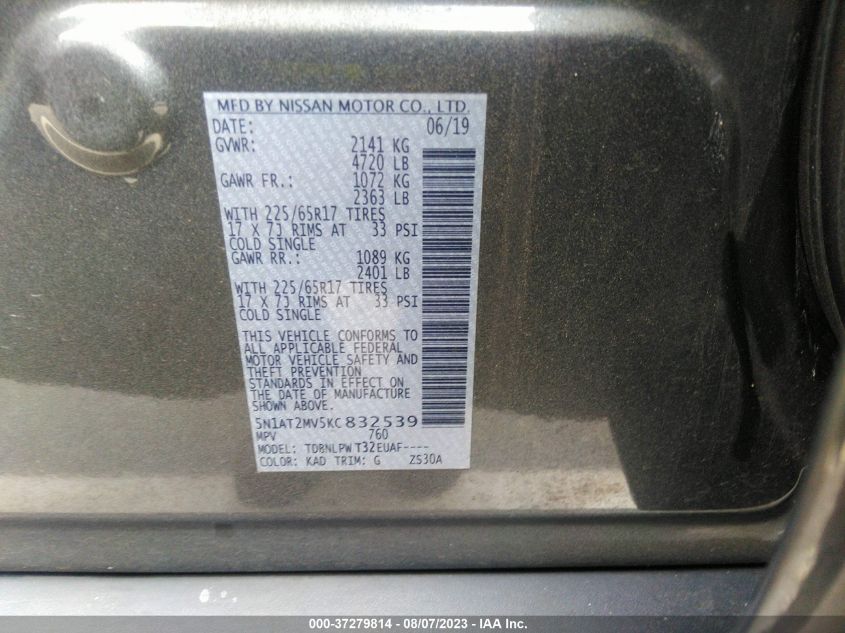 MFD BY NISSAN MOTOR CO., LTD.
DATE: 06/19
GVWR: 2141 KG
4720 LB
GAWR FR.: 1072 KG
2363 LB
WITH 225/65R17 TIRES
17 X 7J RIMS AT 33 PSI
COLD SINGLE
GAWR RR.: 1089 KG
2401 LB
WITH 225/65R17 TIRES
17 X 7J RIMS AT 33 PSI
COLD SINGLE
THIS VEHICLE CONFORMS TO
ALL APPLICABLE FEDERAL
MOTOR VEHICLE SAFETY AND
THEFT PREVENTION
STANDARDS IN EFFECT ON
THE DATE OF MANUFACTURE
SHOWN ABOVE.
5N1AT2MV5KC832539
MPV 760
MODEL: TDBNLPW T32EUAF----
COLOR: KAD TRIM: G ZS30A
000-37279814 - 08/07/2023 - IAA Inc.